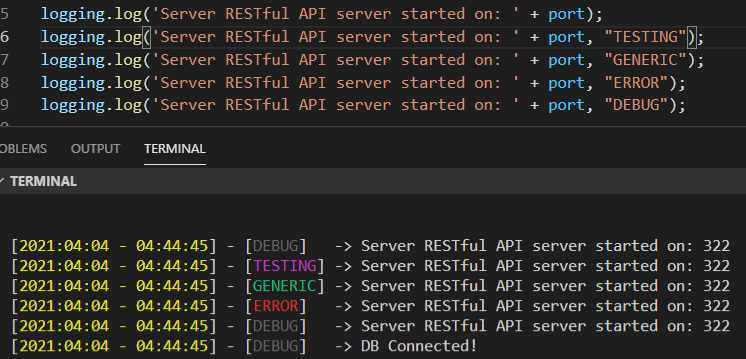 5 logging.log('Server RESTful API server started on: ' + port);
6 logging.log('Server RESTful API server started on: ' + port, "TESTING");
7 logging.log('Server RESTful API server started on: ' + port, "GENERIC");
8 logging.log('Server RESTful API server started on: ' + port, "ERROR");
9 logging.log('Server RESTful API server started on: ' + port, "DEBUG");
OBLEMS OUTPUT TERMINAL
TERMINAL
[2021:04:04 - 04:44:45] - [DEBUG] -> Server RESTful API server started on: 322
[2021:04:04 - 04:44:45] - [TESTING] -> Server RESTful API server started on: 322
[2021:04:04 - 04:44:45] - [GENERIC] -> Server RESTful API server started on: 322
[2021:04:04 - 04:44:45] - [ERROR] -> Server RESTful API server started on: 322
[2021:04:04 - 04:44:45] - [DEBUG] -> Server RESTful API server started on: 322
[2021:04:04 - 04:44:45] - [DEBUG] -> DB Connected!